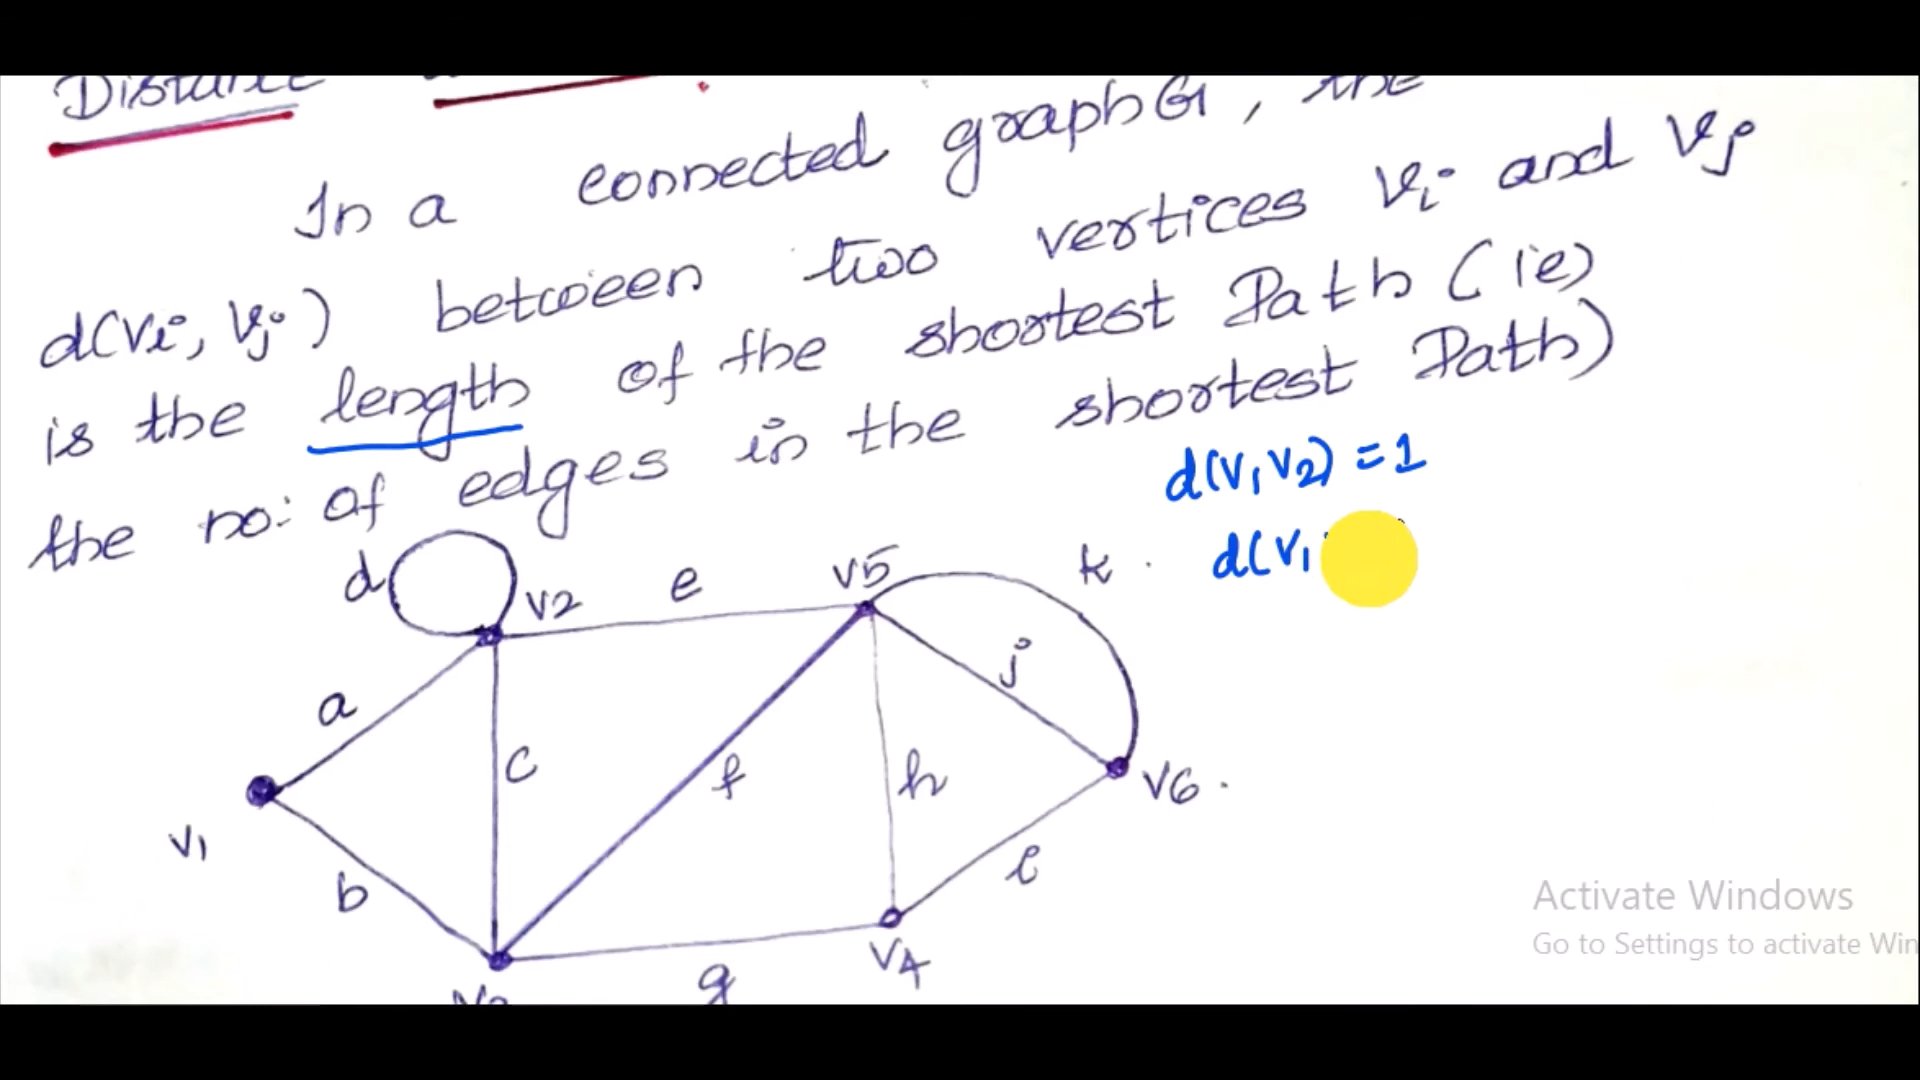 Distance
In a connected graph G, the
d(vi, vj) between two vertices vi and vj
is the length of the shortest Path (ie)
the no: of edges in the shortest Path)
d(v1 v2) = 1
d(v1
d
v2
e
v5
k
j
a
c
f
h
v6
v1
b
l
v4
g
Activate Windows
Go to Settings to activate Win